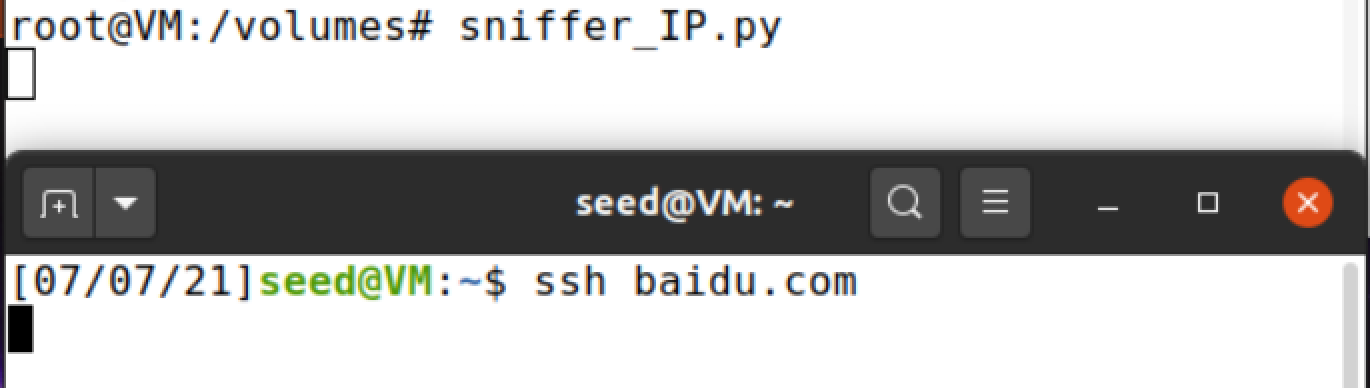 root@VM:/volumes# sniffer_IP.py
seed@VM: ~
[07/07/21]seed@VM:~$ ssh baidu.com